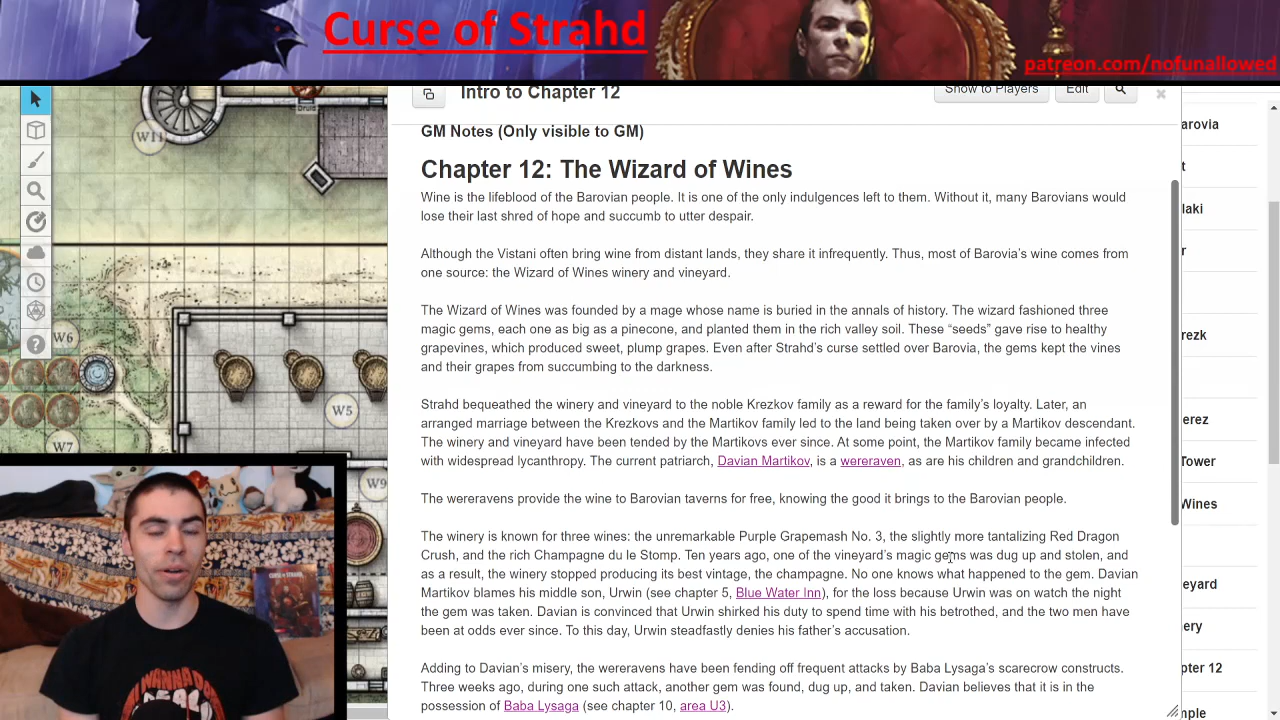 Curse of Strahd
patreon.com/nofunallowed
Intro to Chapter 12
Show to Players
Edit
GM Notes (Only visible to GM)
Chapter 12: The Wizard of Wines
Wine is the lifeblood of the Barovian people. It is one of the only indulgences left to them. Without it, many Barovians would
lose their last shred of hope and succumb to utter despair.
Although the Vistani often bring wine from distant lands, they share it infrequently. Thus, most of Barovia's wine comes from
one source: the Wizard of Wines winery and vineyard.
The Wizard of Wines was founded by a mage whose name is buried in the annals of history. The wizard fashioned three
magic gems, each one as big as a pinecone, and planted them in the rich valley soil. These “seeds” gave rise to healthy
grapevines, which produced sweet, plump grapes. Even after Strahd's curse settled over Barovia, the gems kept the vines
and their grapes from succumbing to the darkness.
Strahd bequeathed the winery and vineyard to the noble Krezkov family as a reward for the family's loyalty. Later, an
arranged marriage between the Krezkovs and the Martikov family led to the land being taken over by a Martikov descendant.
The winery and vineyard have been tended by the Martikovs ever since. At some point, the Martikov family became infected
with widespread lycanthropy. The current patriarch, Davian Martikov, is a wereraven, as are his children and grandchildren.
The wereravens provide the wine to Barovian taverns for free, knowing the good it brings to the Barovian people.
The winery is known for three wines: the unremarkable Purple Grapemash No. 3, the slightly more tantalizing Red Dragon
Crush, and the rich Champagne du le Stomp. Ten years ago, one of the vineyard's magic gems was dug up and stolen, and
as a result, the winery stopped producing its best vintage, the champagne. No one knows what happened to the gem. Davian
Martikov blames his middle son, Urwin (see chapter 5, Blue Water Inn), for the loss because Urwin was on watch the night
the gem was taken. Davian is convinced that Urwin shirked his duty to spend time with his betrothed, and the two men have
been at odds ever since. To this day, Urwin steadfastly denies his father's accusation.
Adding to Davian's misery, the wereravens have been fending off frequent attacks by Baba Lysaga's scarecrow constructs.
Three weeks ago, during one such attack, another gem was found, dug up, and taken. Davian believes that it is in the
possession of Baba Lysaga (see chapter 10, area U3).
W11
Druid
W6
W5
W7
W9
CURSE OF STRAHD
arovia
t
laki
r
rezk
erez
Tower
Wines
eyard
ery
pter 12
mple